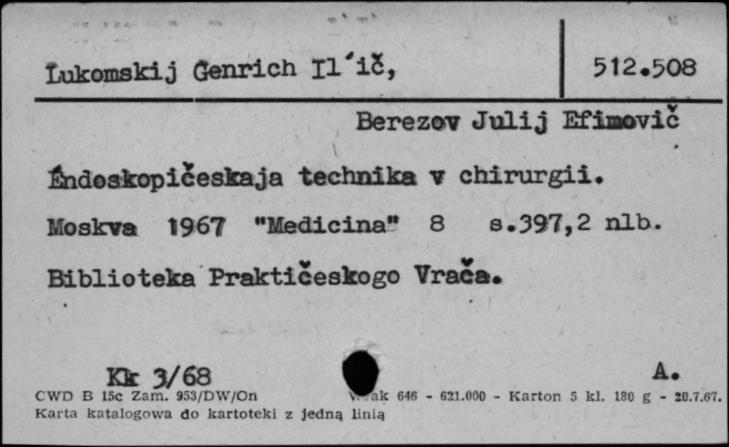 Lukomskij Genrich Il´ič, 512.508
Berezov Julij Efimovič
Éndoskopičeskaja technika v chirurgii.
Moskva 1967 "Medicina" 8 s.397,2 nlb.
Biblioteka Praktičeskogo Vrača.
Kk 3/68 A.
CWD B 15c Zam. 953/DW/On ak 646 - 621.000 - Karton 5 kl. 180 g - 20.7.67.
Karta katalogowa do kartoteki z jedną linią